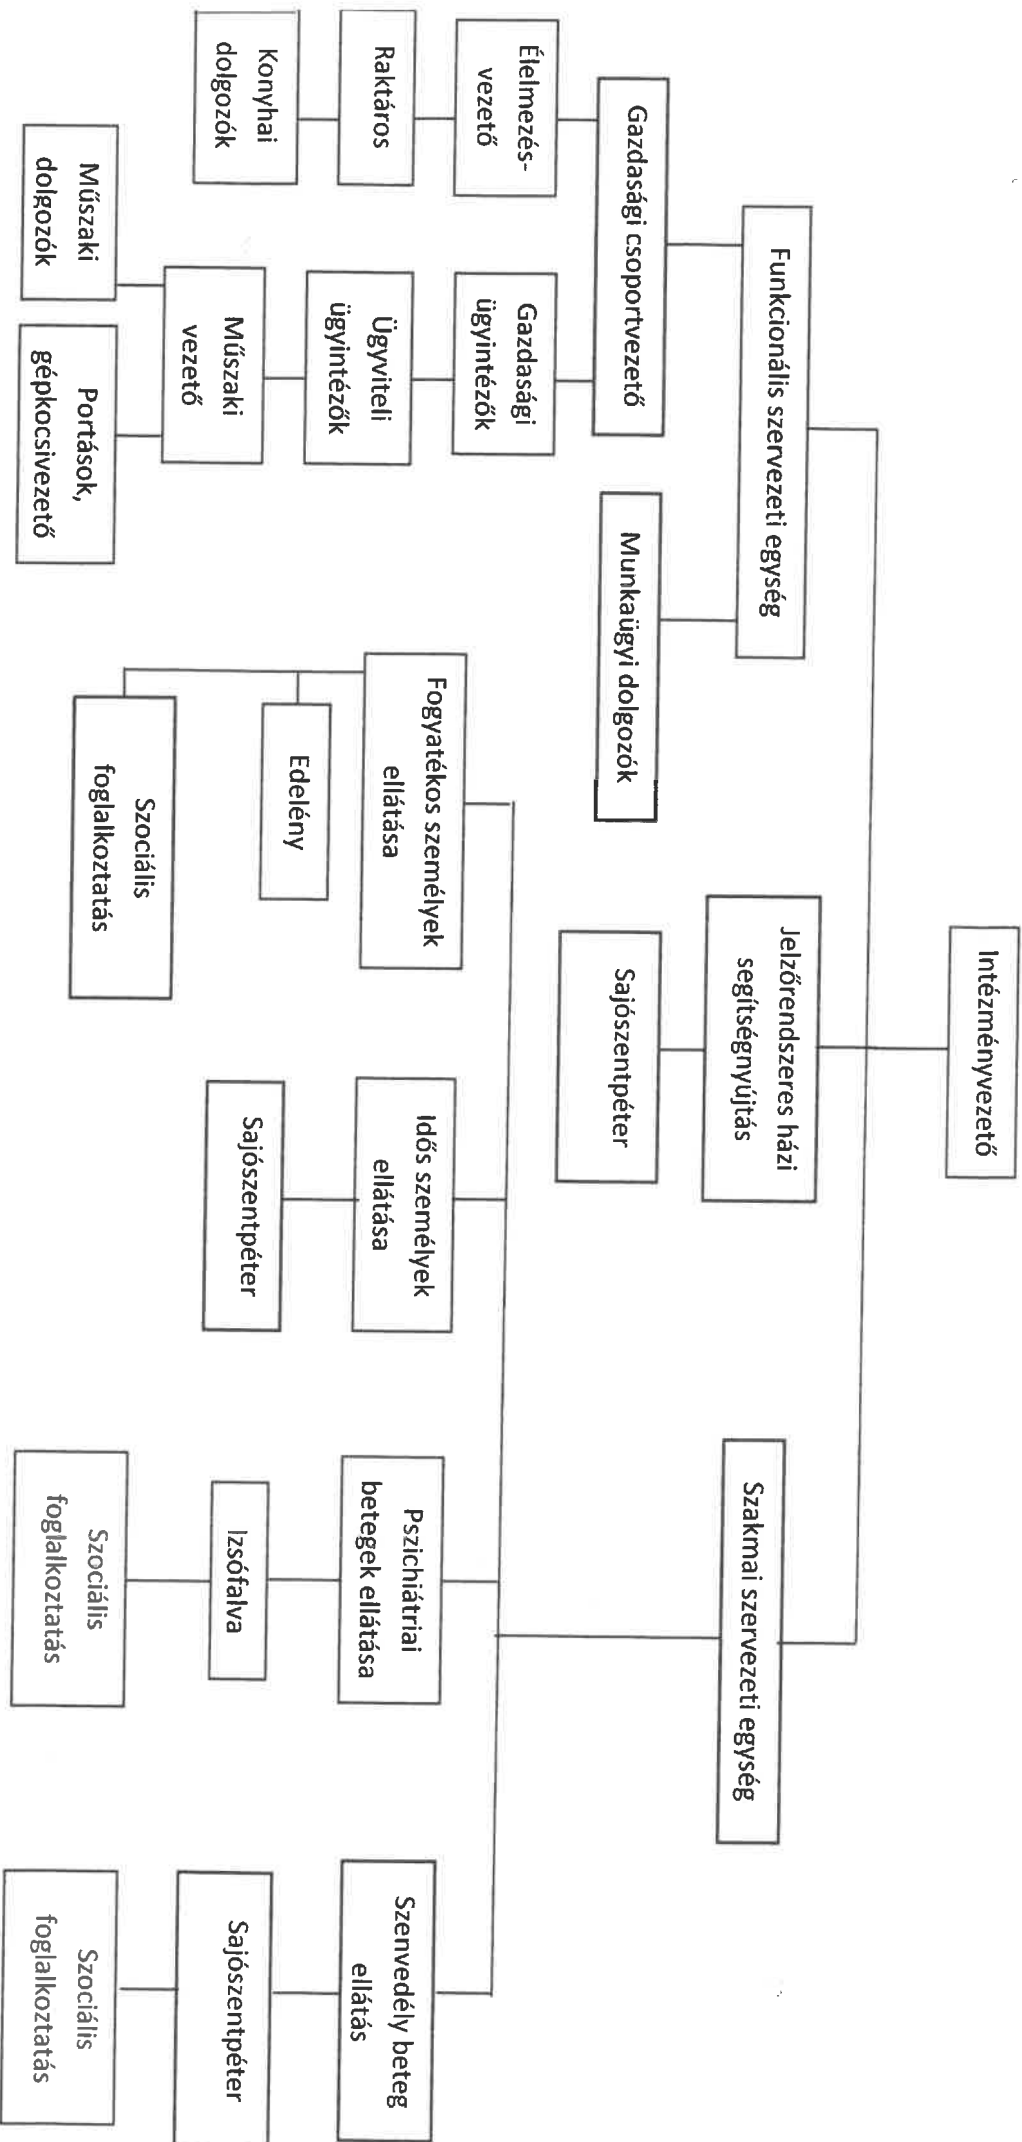 Intézményvezető
Funkcionális szervezeti egység
Jelzőrendszeres házi
segítségnyújtás
Szakmai szervezeti egység
Gazdasági csoportvezető
Munkaügyi dolgozók
Sajószentpéter
Élelmezés-
vezető
Gazdasági
ügyintézők
Raktáros
Ügyviteli
ügyintézők
Konyhai
dolgozók
Műszaki
vezető
Műszaki
dolgozók
Portások,
gépkocsivezető
Fogyatékos személyek
ellátása
Edelény
Szociális
foglalkoztatás
Idős személyek
ellátása
Sajószentpéter
Pszichiátriai
betegek ellátása
Izsófalva
Szociális
foglalkoztatás
Szenvedély beteg
ellátás
Sajószentpéter
Szociális
foglalkoztatás